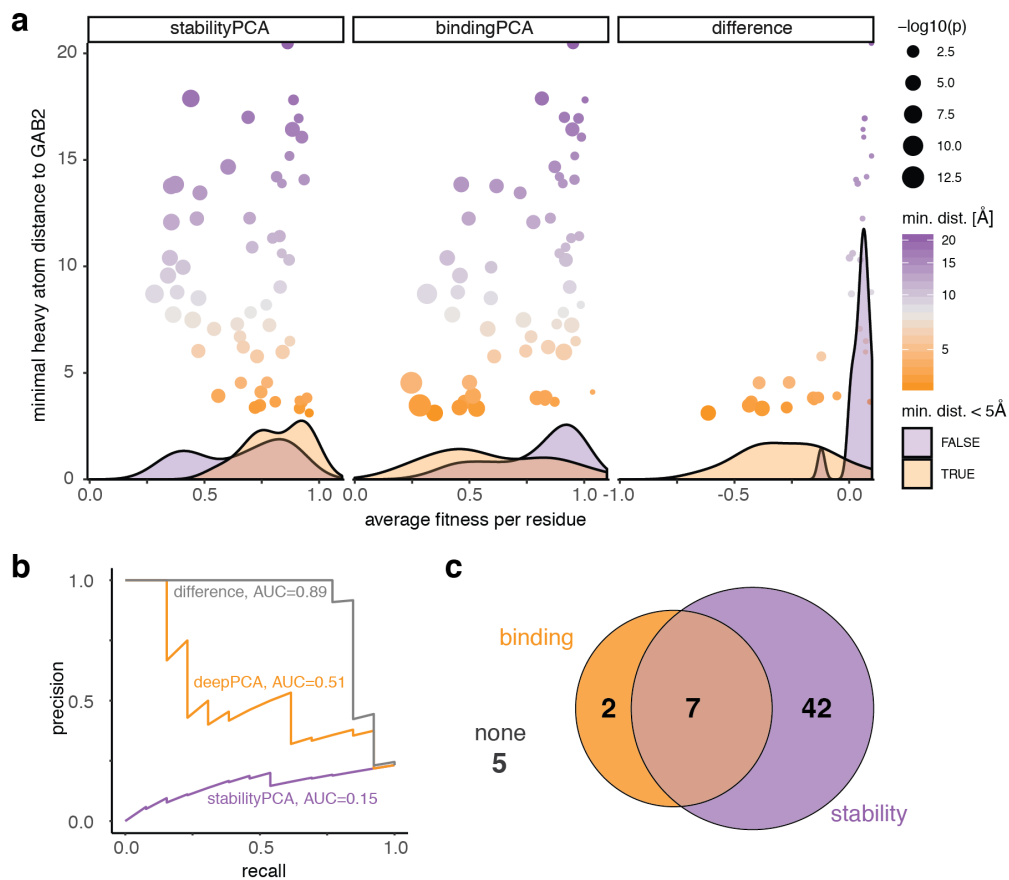 a
stabilityPCA bindingPCA difference
minimal heavy atom distance to GAB2
20
15
10
5
0
0.0 0.5 1.0 0.0 0.5 1.0 -1.0 -0.5 0.0
average fitness per residue
-log10(p)
2.5
5.0
7.5
10.0
12.5
min. dist. [Å]
20
15
10
5
min. dist. < 5Å
FALSE
TRUE
b
precision
1.0
0.5
0.0
difference, AUC=0.89
deepPCA, AUC=0.51
stabilityPCA, AUC=0.15
0.0 0.5 1.0
recall
c
binding
2 7 42
none
5
stability